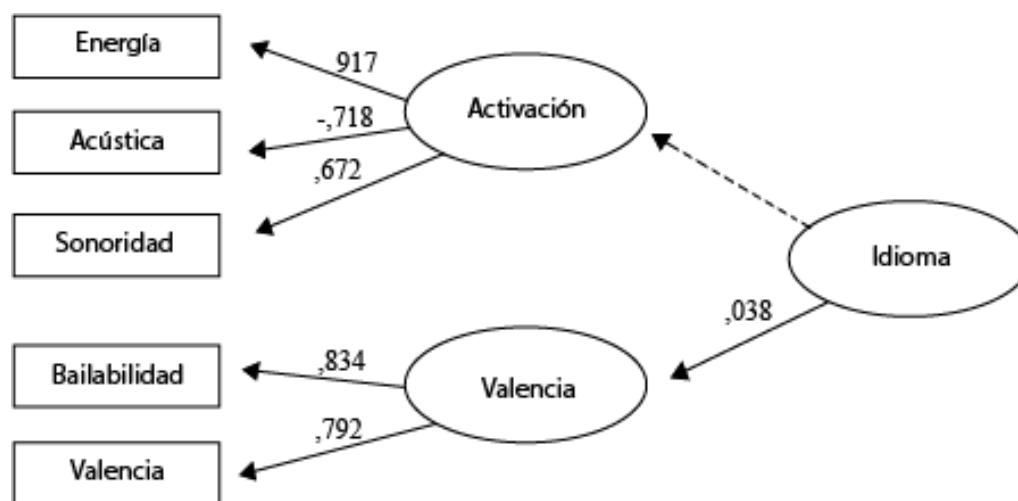 Energía
917
Activación
Acústica
-,718
,672
Sonoridad
Idioma
,038
Bailabilidad
,834
Valencia
,792
Valencia